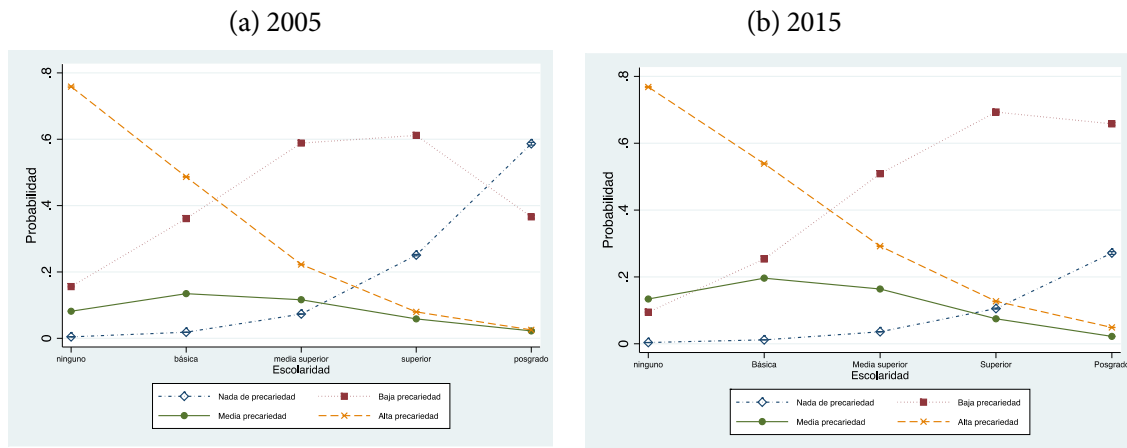 (a) 2005
Probabilidad
.8
.6
.4
.2
0
ninguno básica media superior superior posgrado
Escolaridad
Nada de precariedad Baja precariedad
Media precariedad Alta precariedad
(b) 2015
Probabilidad
.8
.6
.4
.2
0
ninguno Básica Media superior Superior Posgrado
Escolaridad
Nada de precariedad Baja precariedad
Media precariedad Alta precariedad